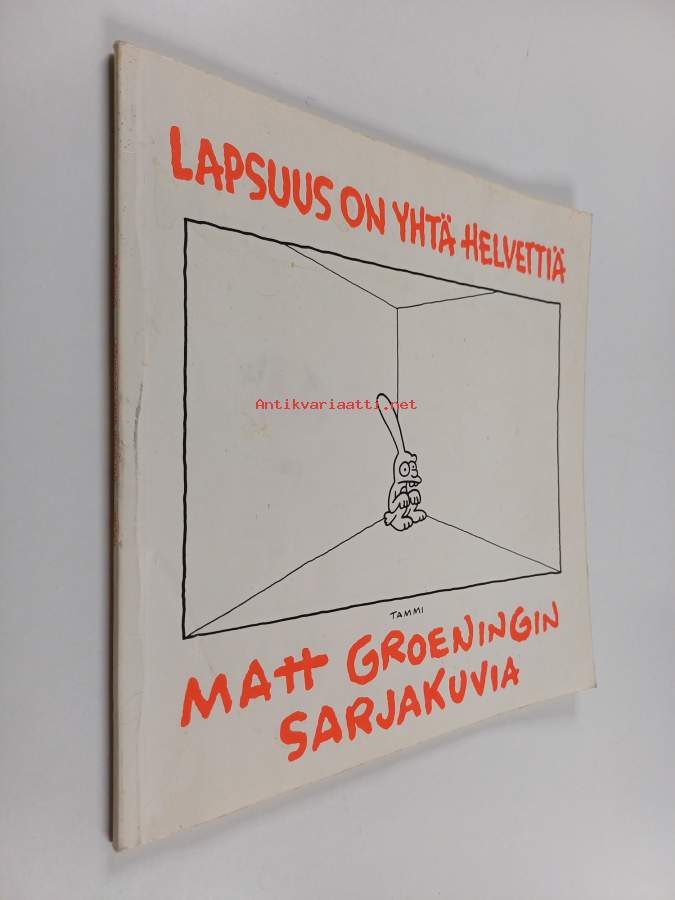 LAPSUUS ON YHTÄ HELVETTIÄ
Antikvariaatti.net
TAMMI
MATT GROENINGIN
SARJAKUVIA